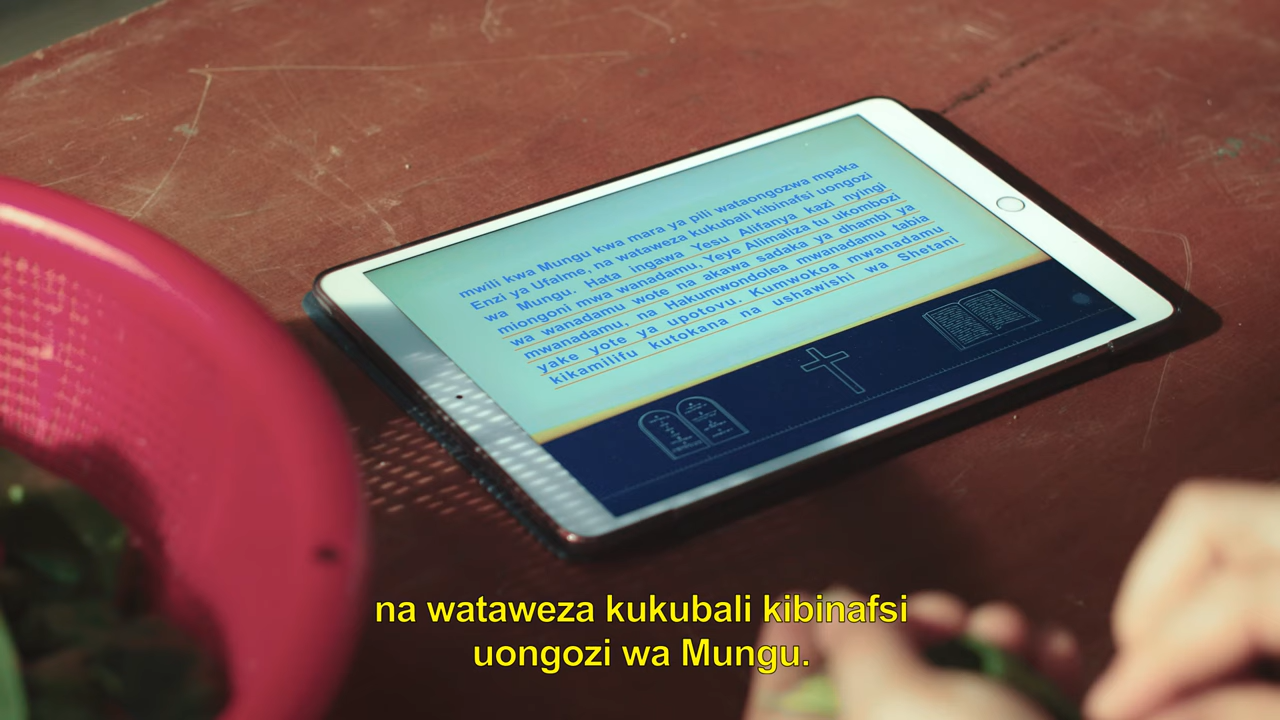 mwili kwa Mungu kwa mara ya pili wataongozwa mpaka
Enzi ya Ufalme, na wataweza kukubali kibinafsi uongozi
wa Mungu. Hata ingawa Yesu Alifanya kazi nyingi
miongoni mwa wanadamu. Yeye Alimaliza tu ukombozi
wa wanadamu wote na akawa sadaka ya dhambi ya
mwanadamu, na Hakumwondolea mwanadamu tabia
yake yote ya upotovu. Kumwokoa mwanadamu
kikamilifu kutokana na ushawishi wa Shetani
na wataweza kukubali kibinafsi
uongozi wa Mungu.